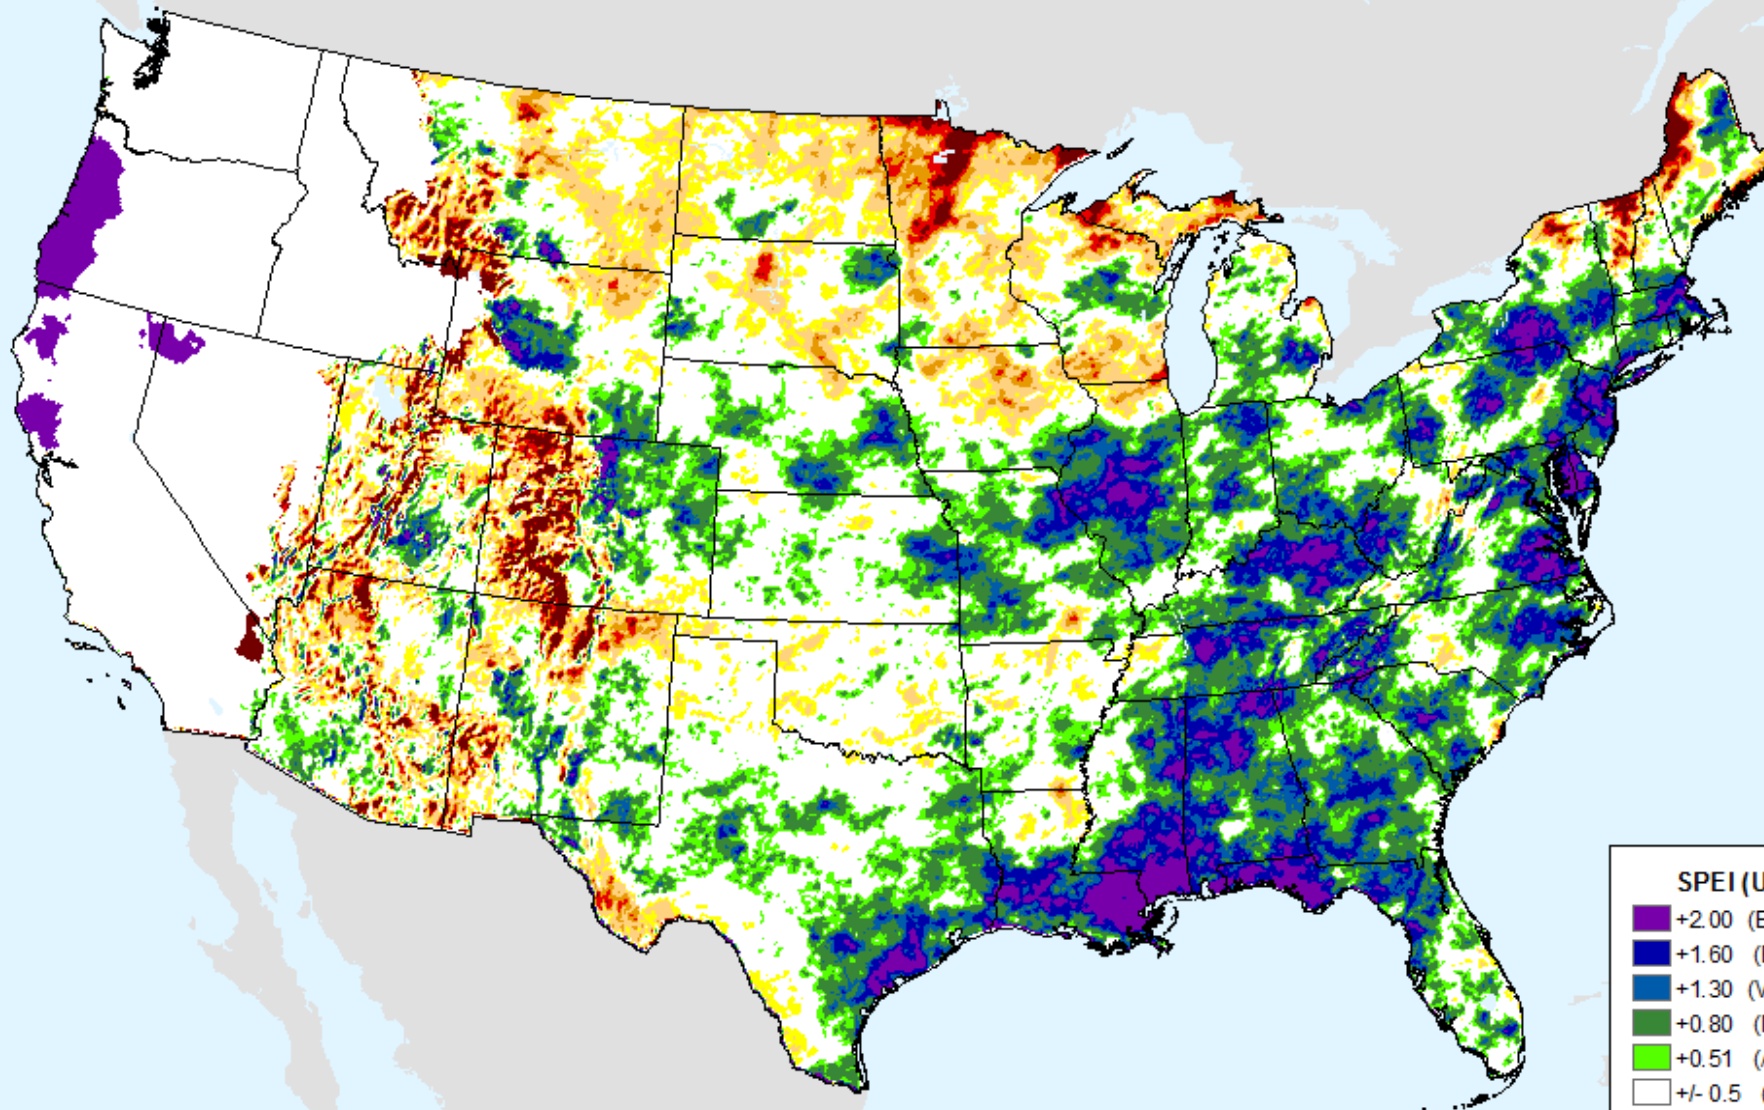 SPEI (U
+2.00 (E
+1.60 (
+1.30 (V
+0.80 (
+0.51 (
+/- 0.5 (